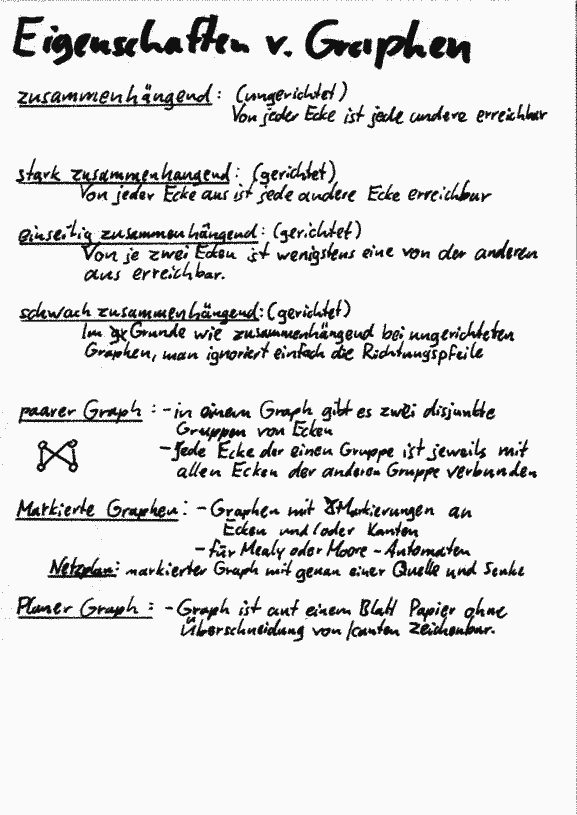 Eigenschaften v. Graphen
zusammenhängend: (ungerichtet)
Von jeder Ecke ist jede andere erreichbar
stark zusammenhangend: (gerichtet)
Von jeder Ecke aus ist jede andere Ecke erreichbar
einseitig zusammenhängend: (gerichtet)
Von je zwei Ecken ist wenigstens eine von der anderen
aus erreichbar.
schwach zusammenhängend: (gerichtet)
Im Grunde wie zusammenhängend bei ungerichteten
Graphen, man ignoriert einfach die Richtungspfeile
paarer Graph: - in einem Graph gibt es zwei disjunkte
Gruppen von Ecken
- Jede Ecke der einen Gruppe ist jeweils mit
allen Ecken der anderen Gruppe verbunden
Markierte Graphen: - Graphen mit Markierungen an
Ecken und/oder Kanten
- für Mealy oder Moore - Automaten
Netzplan: markierter Graph mit genau einer Quelle und Senke
Planer Graph: - Graph ist auf einem Blatt Papier ohne
Überschneidung von Kanten zeichenbar.